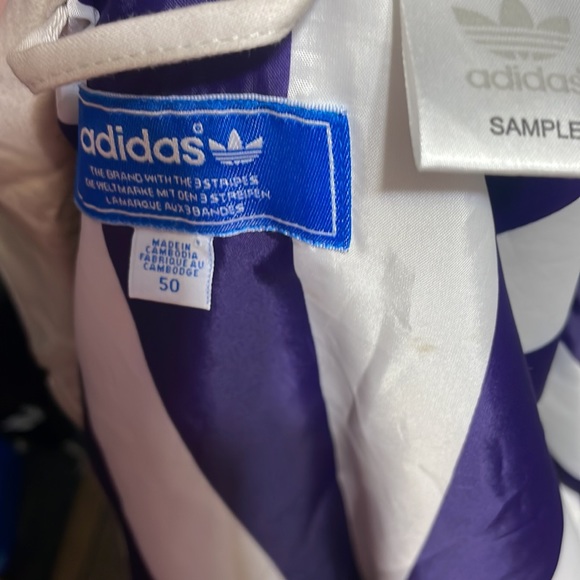 adidas®
THE BRAND WITH THE 3 STRIPES
DIE WELTMARKE MIT DEN 3 STREIFEN
LA MARQUE AUX 3 BANDES
MADE IN
CAMBODIA
FABRIQUE AU
CAMBODGE
50
adidas
SAMPLE